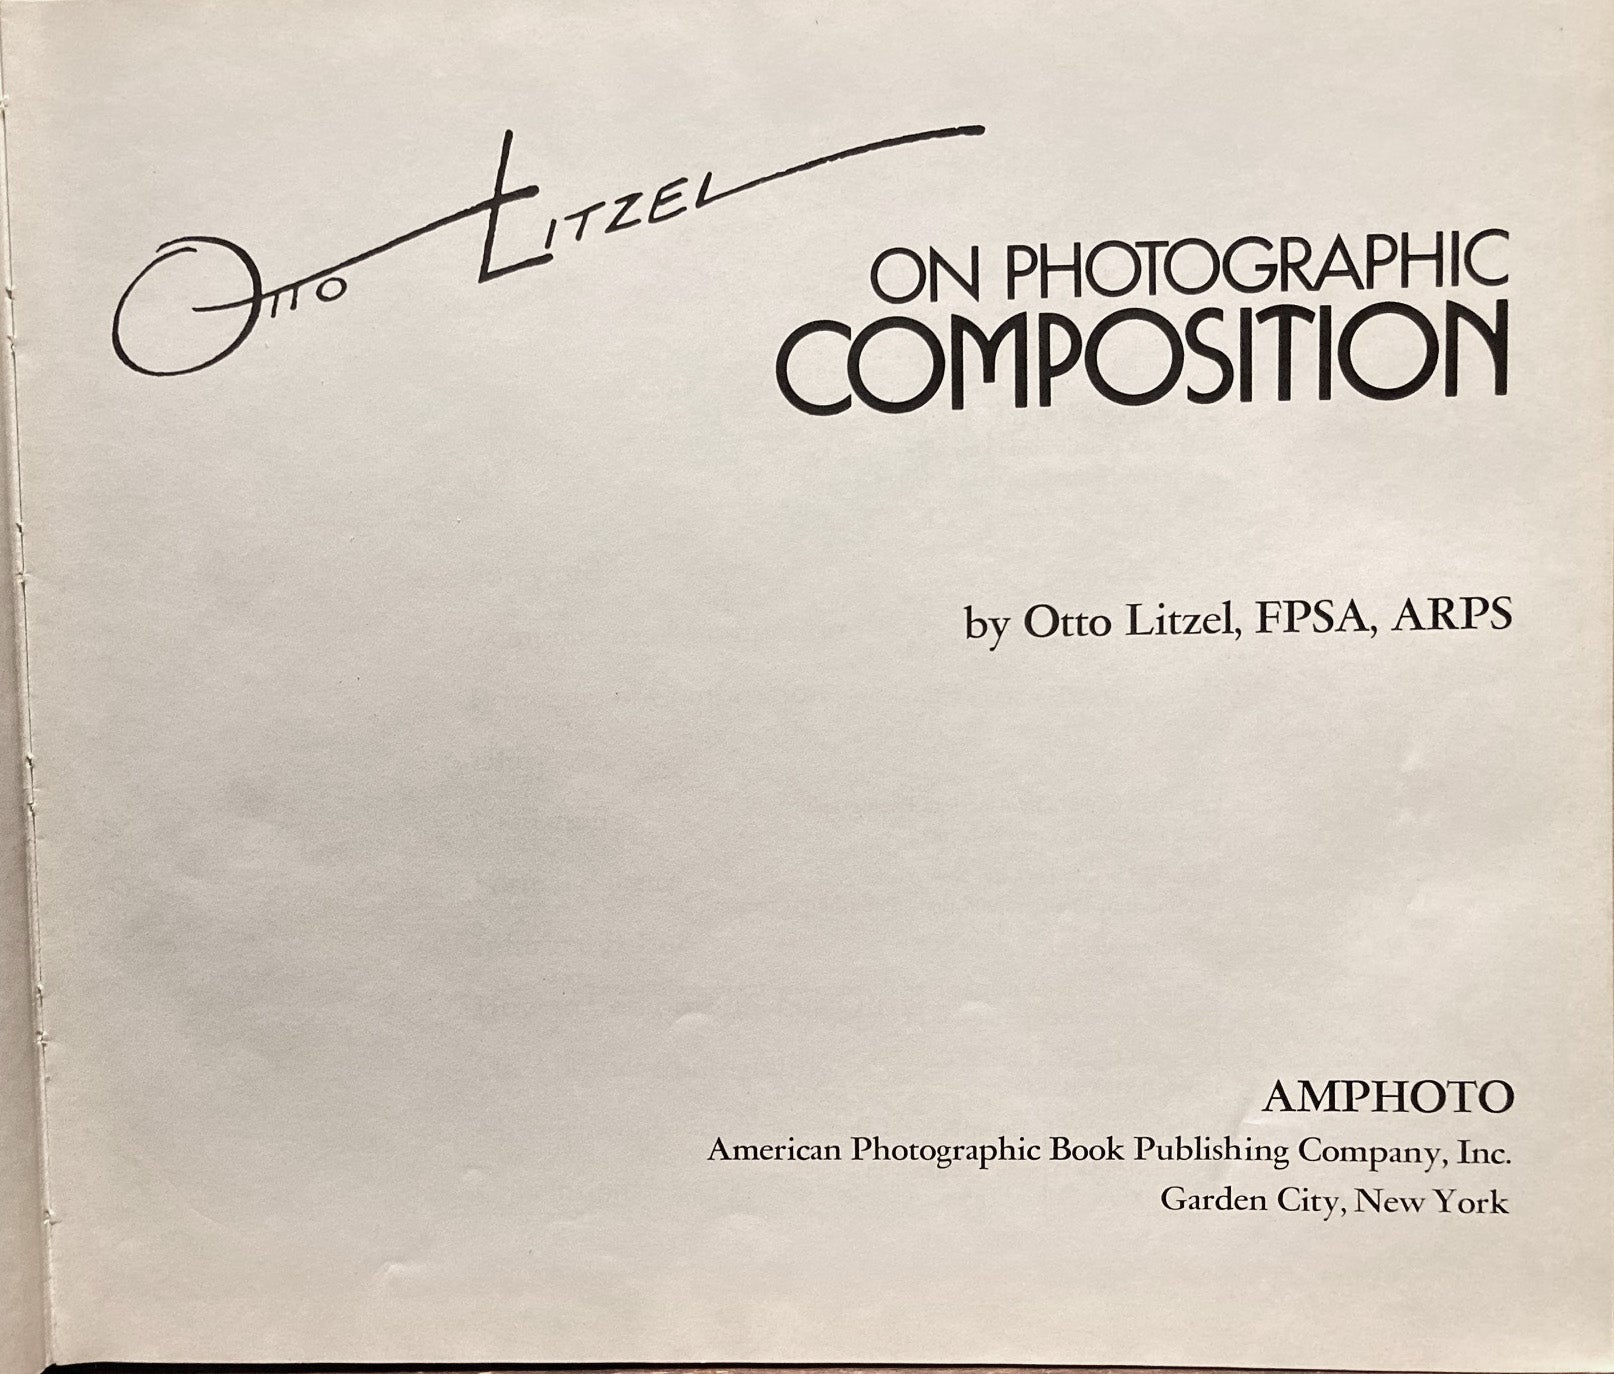 Otto Litzel
ON PHOTOGRAPHIC
COMPOSITION
by Otto Litzel, FPSA, ARPS
AMPHOTO
American Photographic Book Publishing Company, Inc.
Garden City, New York